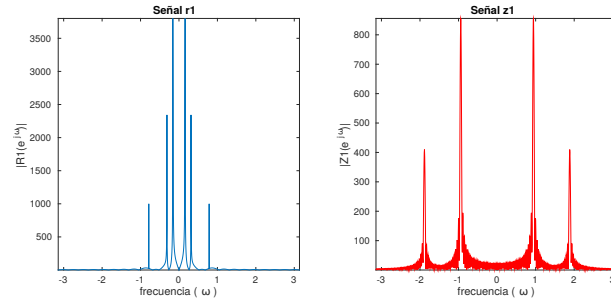 Señal r1
|R1(e^jω)|
3500
3000
2500
2000
1500
1000
500
-3 -2 -1 0 1 2 3
frecuencia ( ω )
Señal z1
|Z1(e^jω)|
800
700
600
500
400
300
200
100
-3 -2 -1 0 1 2 3
frecuencia ( ω )